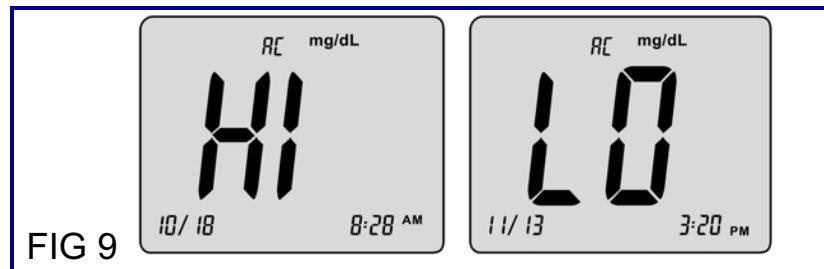 AC mg/dL
HI
10/18 8:28 AM
AC mg/dL
LO
11/13 3:20 PM
FIG 9